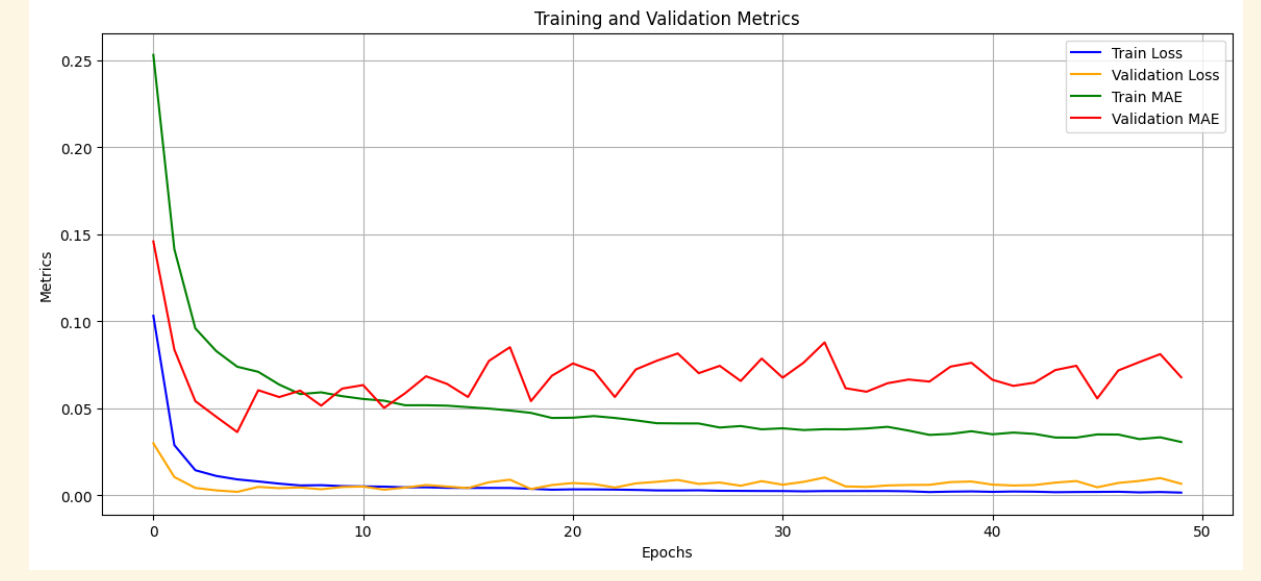 Training and Validation Metrics
Train Loss
Validation Loss
Train MAE
Validation MAE
0.25
0.20
0.15
0.10
0.05
0.00
Metrics
0 10 20 30 40 50
Epochs